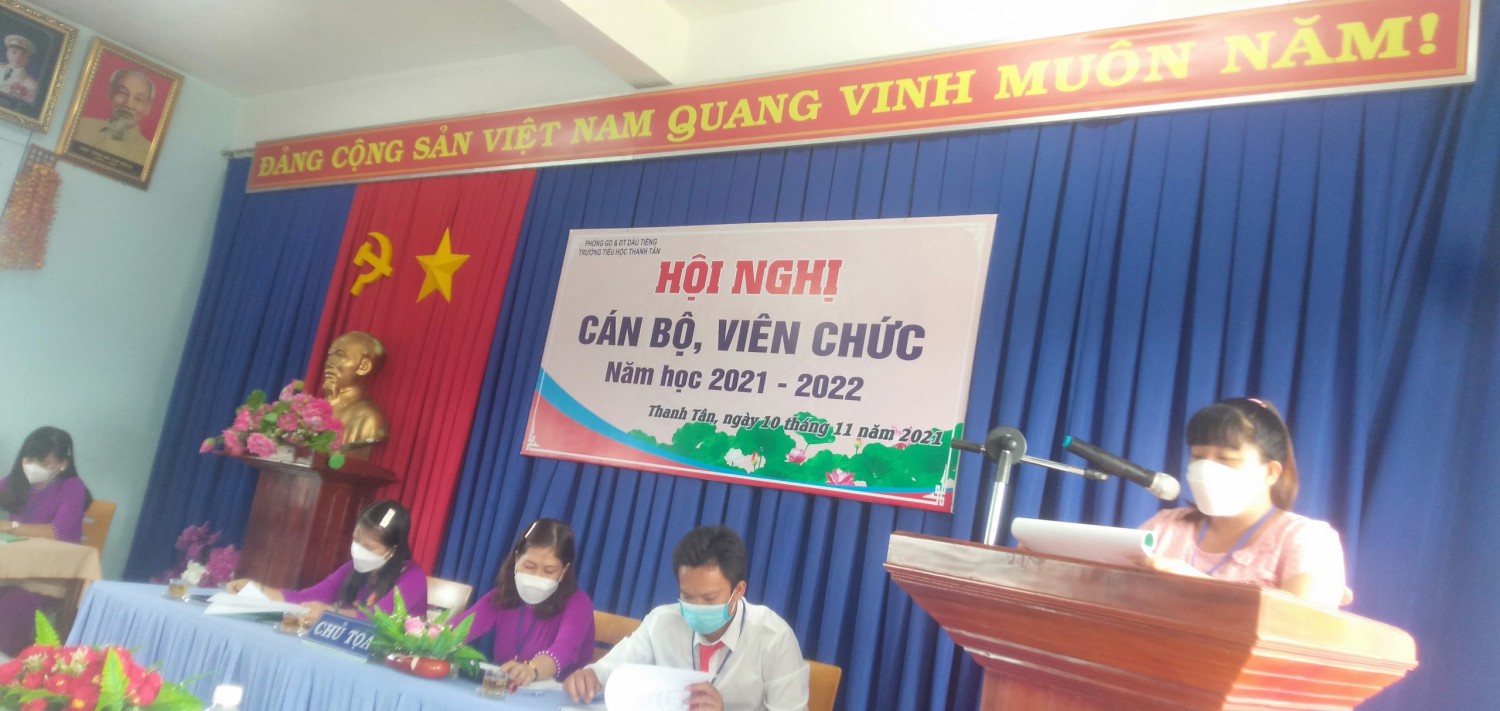 ĐẢNG CỘNG SẢN VIỆT NAM QUANG VINH MUÔN NĂM!
PHÒNG GD & ĐT DẦU TIẾNG
TRƯỜNG TIỂU HỌC THANH TÂN
HỘI NGHỊ
CÁN BỘ, VIÊN CHỨC
Năm học 2021 - 2022
Thanh Tân, ngày 10 tháng 11 năm 2021
CHỦ TỌA